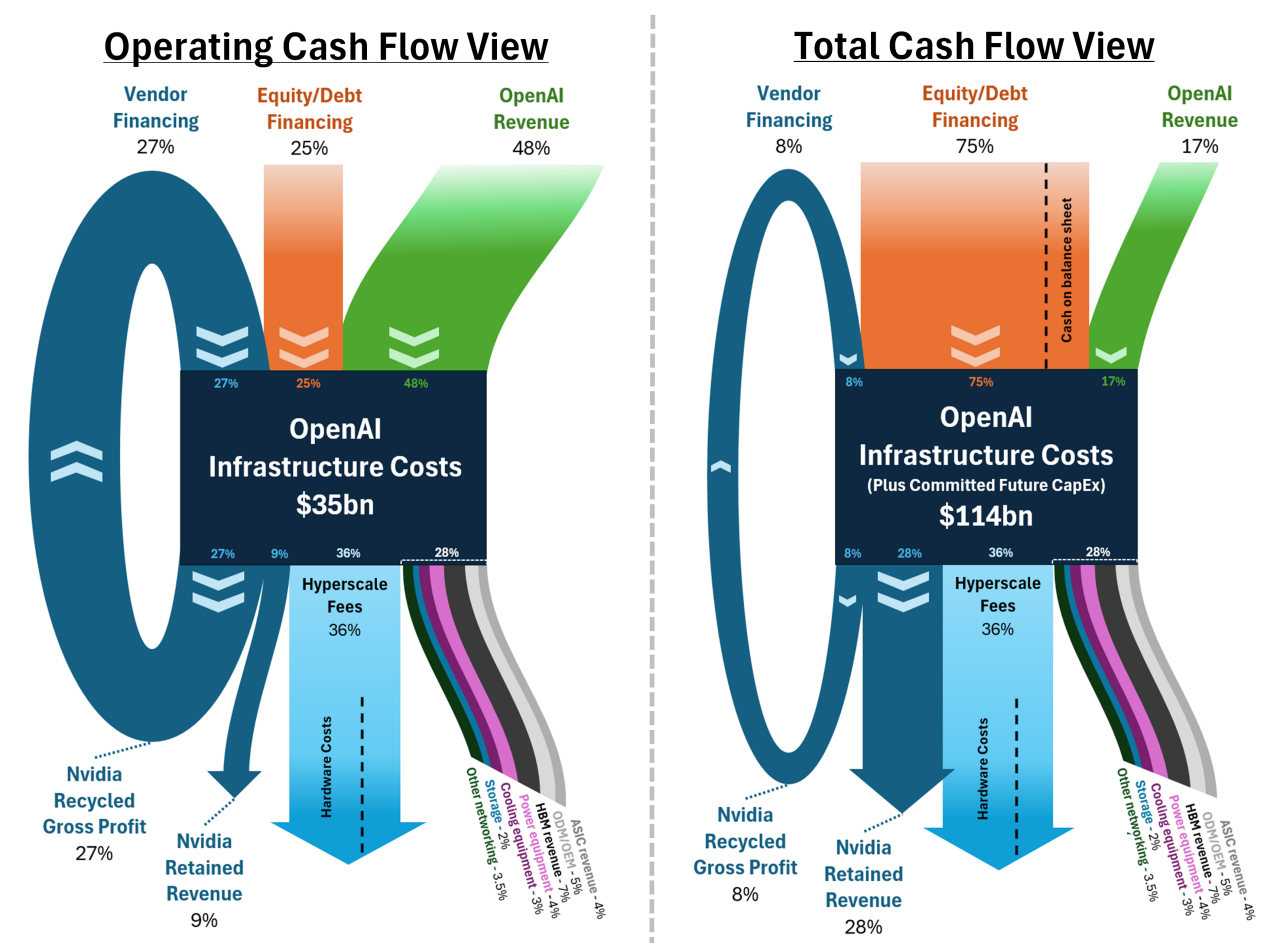 Operating Cash Flow View
Vendor
Financing
27%
Equity/Debt
Financing
25%
OpenAI
Revenue
48%
27%
25%
48%
OpenAI
Infrastructure Costs
$35bn
27%
9%
36%
28%
Hyperscale
Fees
36%
Hardware Costs
Nvidia
Recycled
Gross Profit
27%
Nvidia
Retained
Revenue
9%
Other networking - 3.5%
Storage - 2%
Cooling equipment - 3%
Power equipment - 4%
HBM revenue - 7%
ODM/OEM - 5%
ASIC revenue - 4%
Total Cash Flow View
Vendor
Financing
8%
Equity/Debt
Financing
75%
OpenAI
Revenue
17%
Cash on balance sheet
8%
75%
17%
OpenAI
Infrastructure Costs
(Plus Committed Future CapEx)
$114bn
8%
28%
36%
28%
Hyperscale
Fees
36%
Hardware Costs
Nvidia
Recycled
Gross Profit
8%
Nvidia
Retained
Revenue
28%
Other networking - 3.5%
Storage - 2%
Cooling equipment - 3%
Power equipment - 4%
HBM revenue - 7%
ODM/OEM - 5%
ASIC revenue - 4%